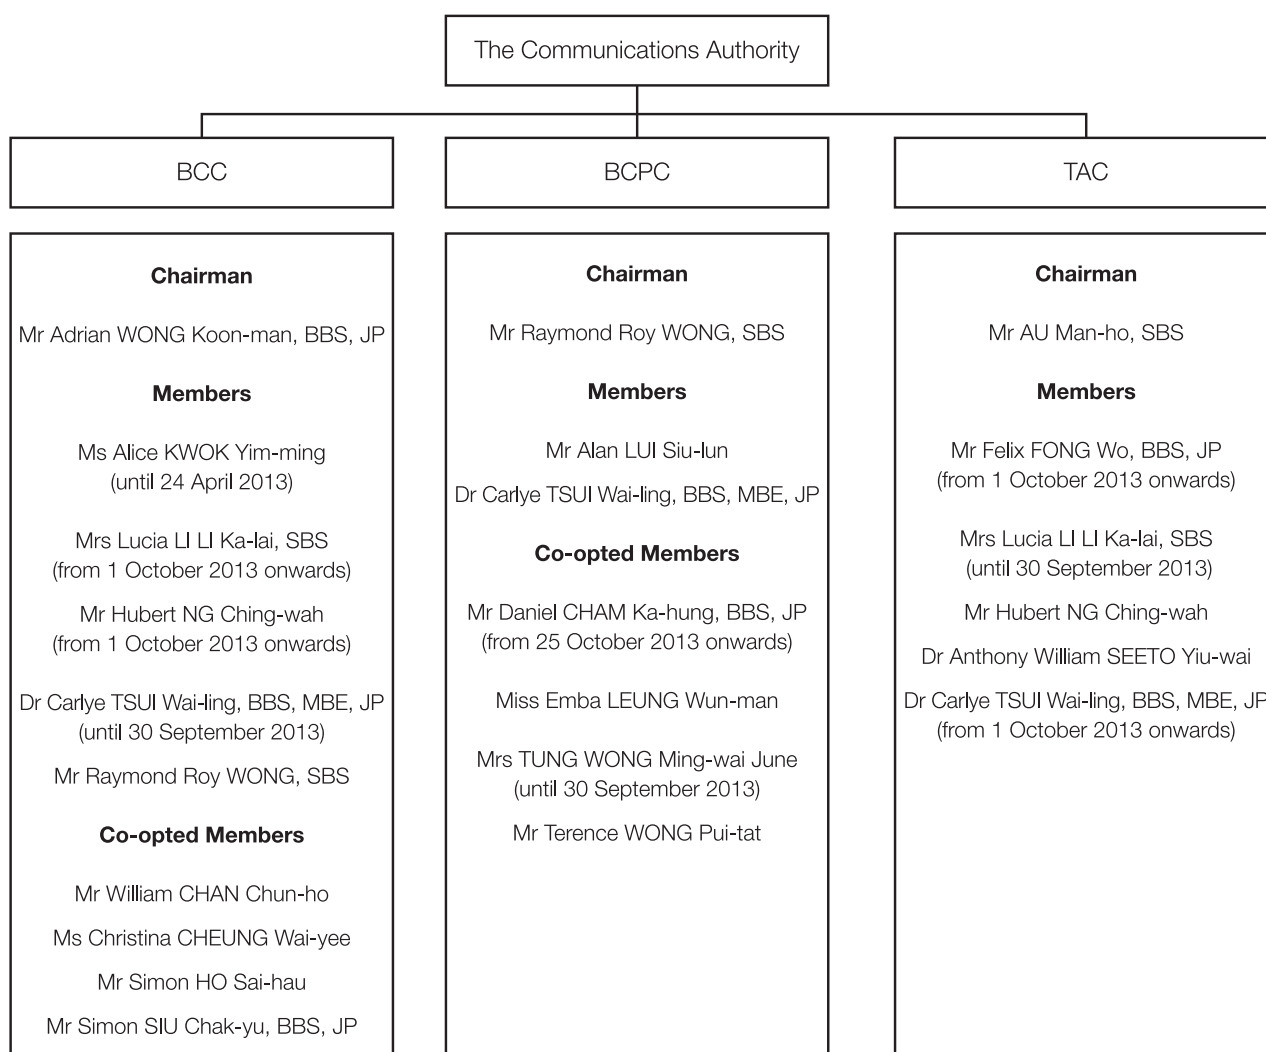 The Communications Authority
BCC
BCPC
TAC
Chairman
Mr Adrian WONG Koon-man, BBS, JP
Members
Ms Alice KWOK Yim-ming
(until 24 April 2013)
Mrs Lucia LI LI Ka-lai, SBS
(from 1 October 2013 onwards)
Mr Hubert NG Ching-wah
(from 1 October 2013 onwards)
Dr Carlye TSUI Wai-ling, BBS, MBE, JP
(until 30 September 2013)
Mr Raymond Roy WONG, SBS
Co-opted Members
Mr William CHAN Chun-ho
Ms Christina CHEUNG Wai-yee
Mr Simon HO Sai-hau
Mr Simon SIU Chak-yu, BBS, JP
Chairman
Mr Raymond Roy WONG, SBS
Members
Mr Alan LUI Siu-lun
Dr Carlye TSUI Wai-ling, BBS, MBE, JP
Co-opted Members
Mr Daniel CHAM Ka-hung, BBS, JP
(from 25 October 2013 onwards)
Miss Emba LEUNG Wun-man
Mrs TUNG WONG Ming-wai June
(until 30 September 2013)
Mr Terence WONG Pui-tat
Chairman
Mr AU Man-ho, SBS
Members
Mr Felix FONG Wo, BBS, JP
(from 1 October 2013 onwards)
Mrs Lucia LI LI Ka-lai, SBS
(until 30 September 2013)
Mr Hubert NG Ching-wah
Dr Anthony William SEETO Yiu-wai
Dr Carlye TSUI Wai-ling, BBS, MBE, JP
(from 1 October 2013 onwards)